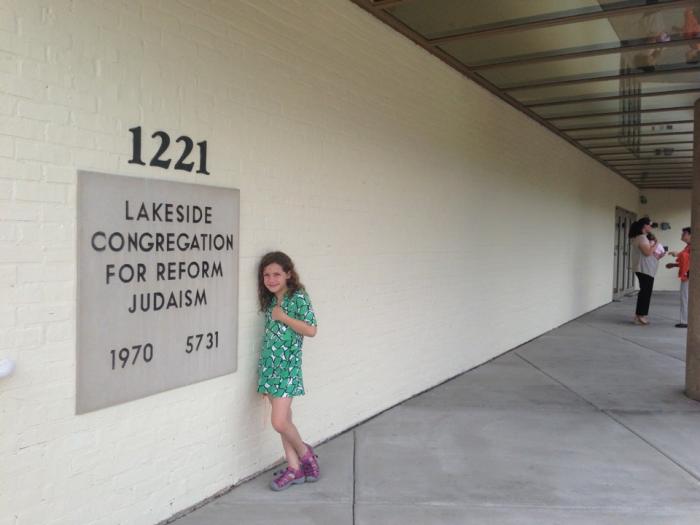 1221
LAKESIDE
CONGREGATION
FOR REFORM
JUDAISM
1970 5731